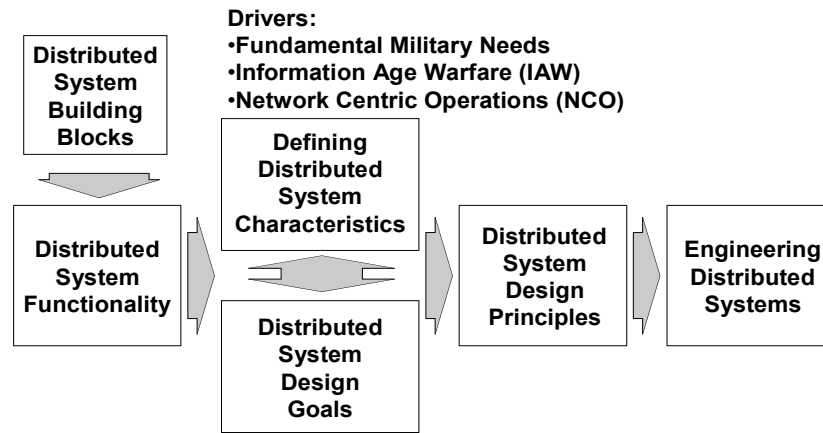 Drivers:
•Fundamental Military Needs
•Information Age Warfare (IAW)
•Network Centric Operations (NCO)
Distributed
System
Building
Blocks
Distributed
System
Functionality
Defining
Distributed
System
Characteristics
Distributed
System
Design
Goals
Distributed
System
Design
Principles
Engineering
Distributed
Systems